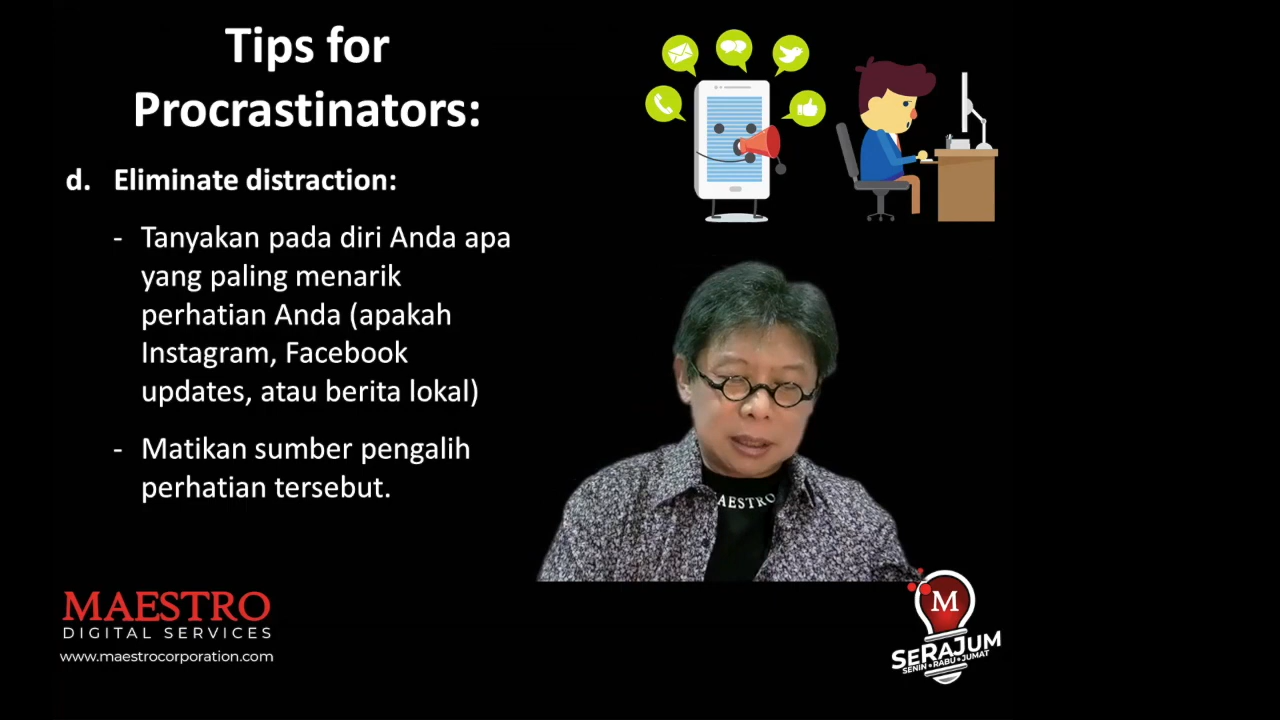 Tips for
Procrastinators:
d. Eliminate distraction:
- Tanyakan pada diri Anda apa
yang paling menarik
perhatian Anda (apakah
Instagram, Facebook
updates, atau berita lokal)
- Matikan sumber pengalih
perhatian tersebut.
MAESTRO
MAESTRO
DIGITAL SERVICES
www.maestrocorporation.com
M
SERAJUM
SENIN • RABU • JUMAT